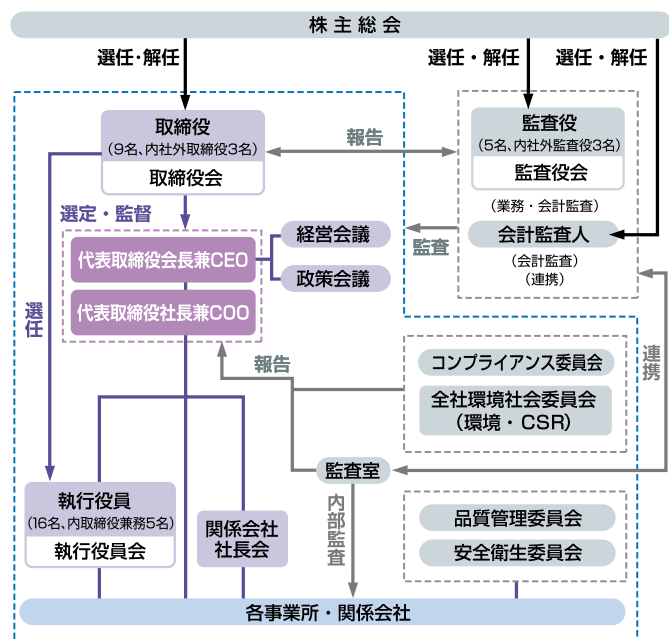 株主総会
選任・解任
選任・解任
選任・解任
取締役
(9名、内社外取締役3名)
取締役会
報告
監査役
(5名、内社外監査役3名)
監査役会
(業務・会計監査)
会計監査人
(会計監査)
(連携)
監査
選定・監督
代表取締役会長兼CEO
代表取締役社長兼COO
経営会議
政策会議
選任
報告
連携
コンプライアンス委員会
全社環境社会委員会
(環境・CSR)
監査室
内部監査
執行役員
(16名、内取締役兼務5名)
執行役員会
関係会社
社長会
品質管理委員会
安全衛生委員会
各事業所・関係会社